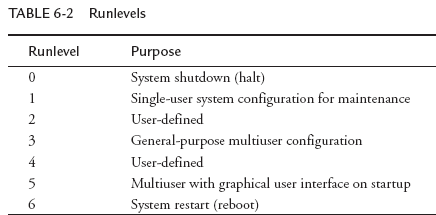 TABLE 6-2 Runlevels
Runlevel Purpose
0 System shutdown (halt)
1 Single-user system configuration for maintenance
2 User-defined
3 General-purpose multiuser configuration
4 User-defined
5 Multiuser with graphical user interface on startup
6 System restart (reboot)